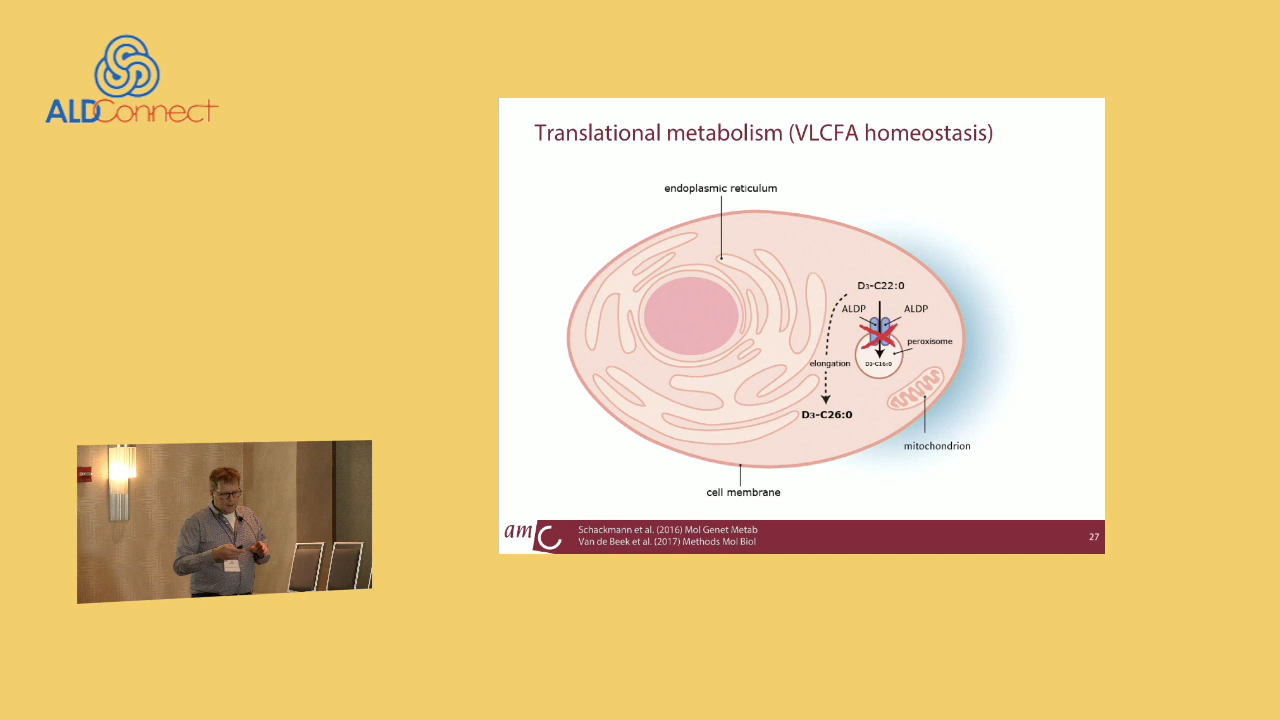 ALDConnect
Translational metabolism (VLCFA homeostasis)
endoplasmic reticulum
D3-C22:0
ALDP
ALDP
peroxisome
elongation
D3-C16:0
D3-C26:0
mitochondrion
cell membrane
amc
Schackmann et al. (2016) Mol Genet Metab
Van de Beek et al. (2017) Methods Mol Biol
27